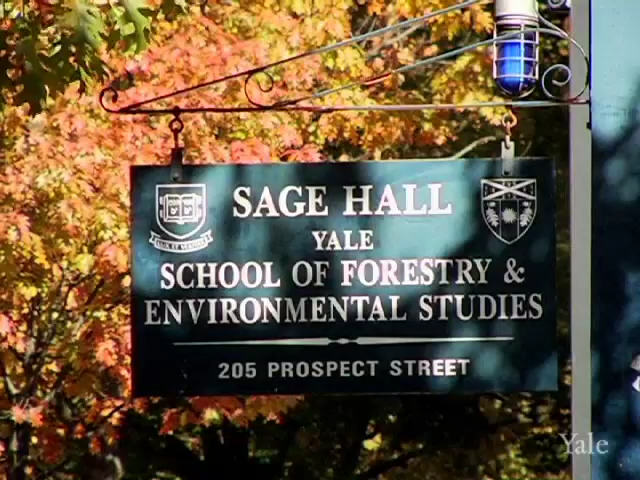 SAGE HALL
YALE
SCHOOL OF FORESTRY &
ENVIRONMENTAL STUDIES
205 PROSPECT STREET
Yale